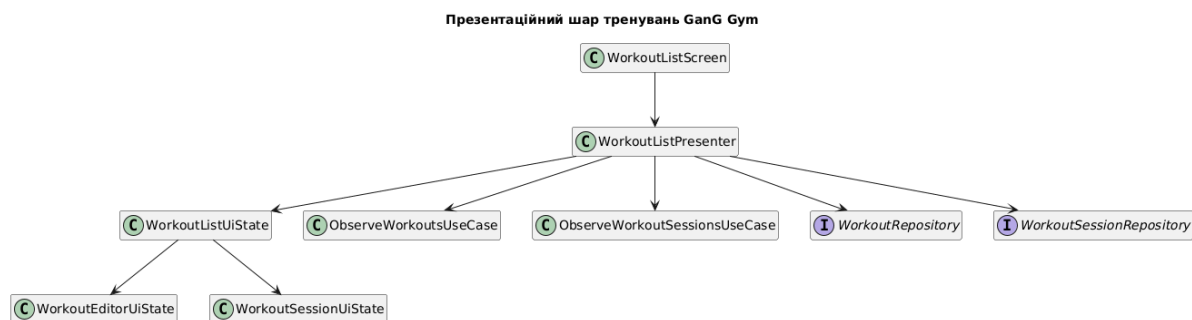 Презентаційний шар тренувань GanG Gym
C WorkoutListScreen
C WorkoutListPresenter
C WorkoutListUiState
C ObserveWorkoutsUseCase
C ObserveWorkoutSessionsUseCase
I WorkoutRepository
I WorkoutSessionRepository
C WorkoutEditorUiState
C WorkoutSessionUiState